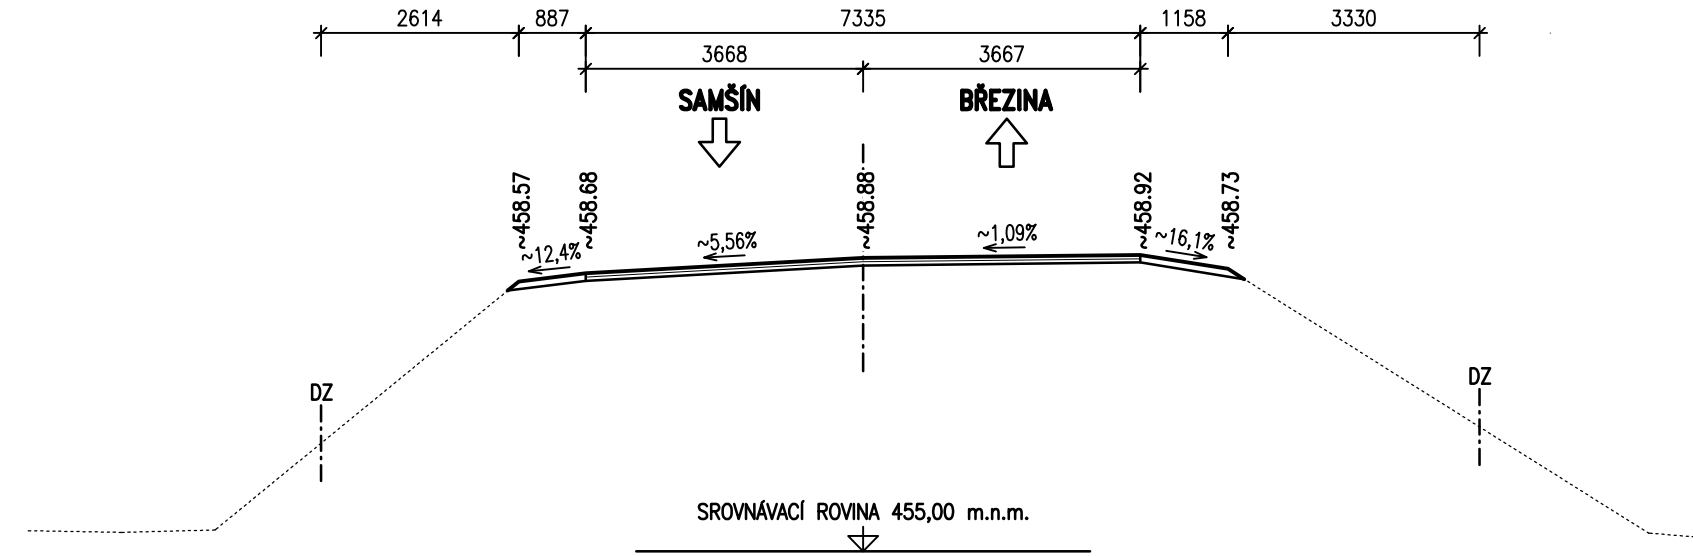 2614 887 7335 1158 3330
3668 3667
SAMŠÍN BŘEZINA
~458.57 ~458.68 ~458.88 ~458.92 ~458.73
~12,4% ~5,56% ~1,09% ~16,1%
DZ DZ
SROVNÁVACÍ ROVINA 455,00 m.n.m.